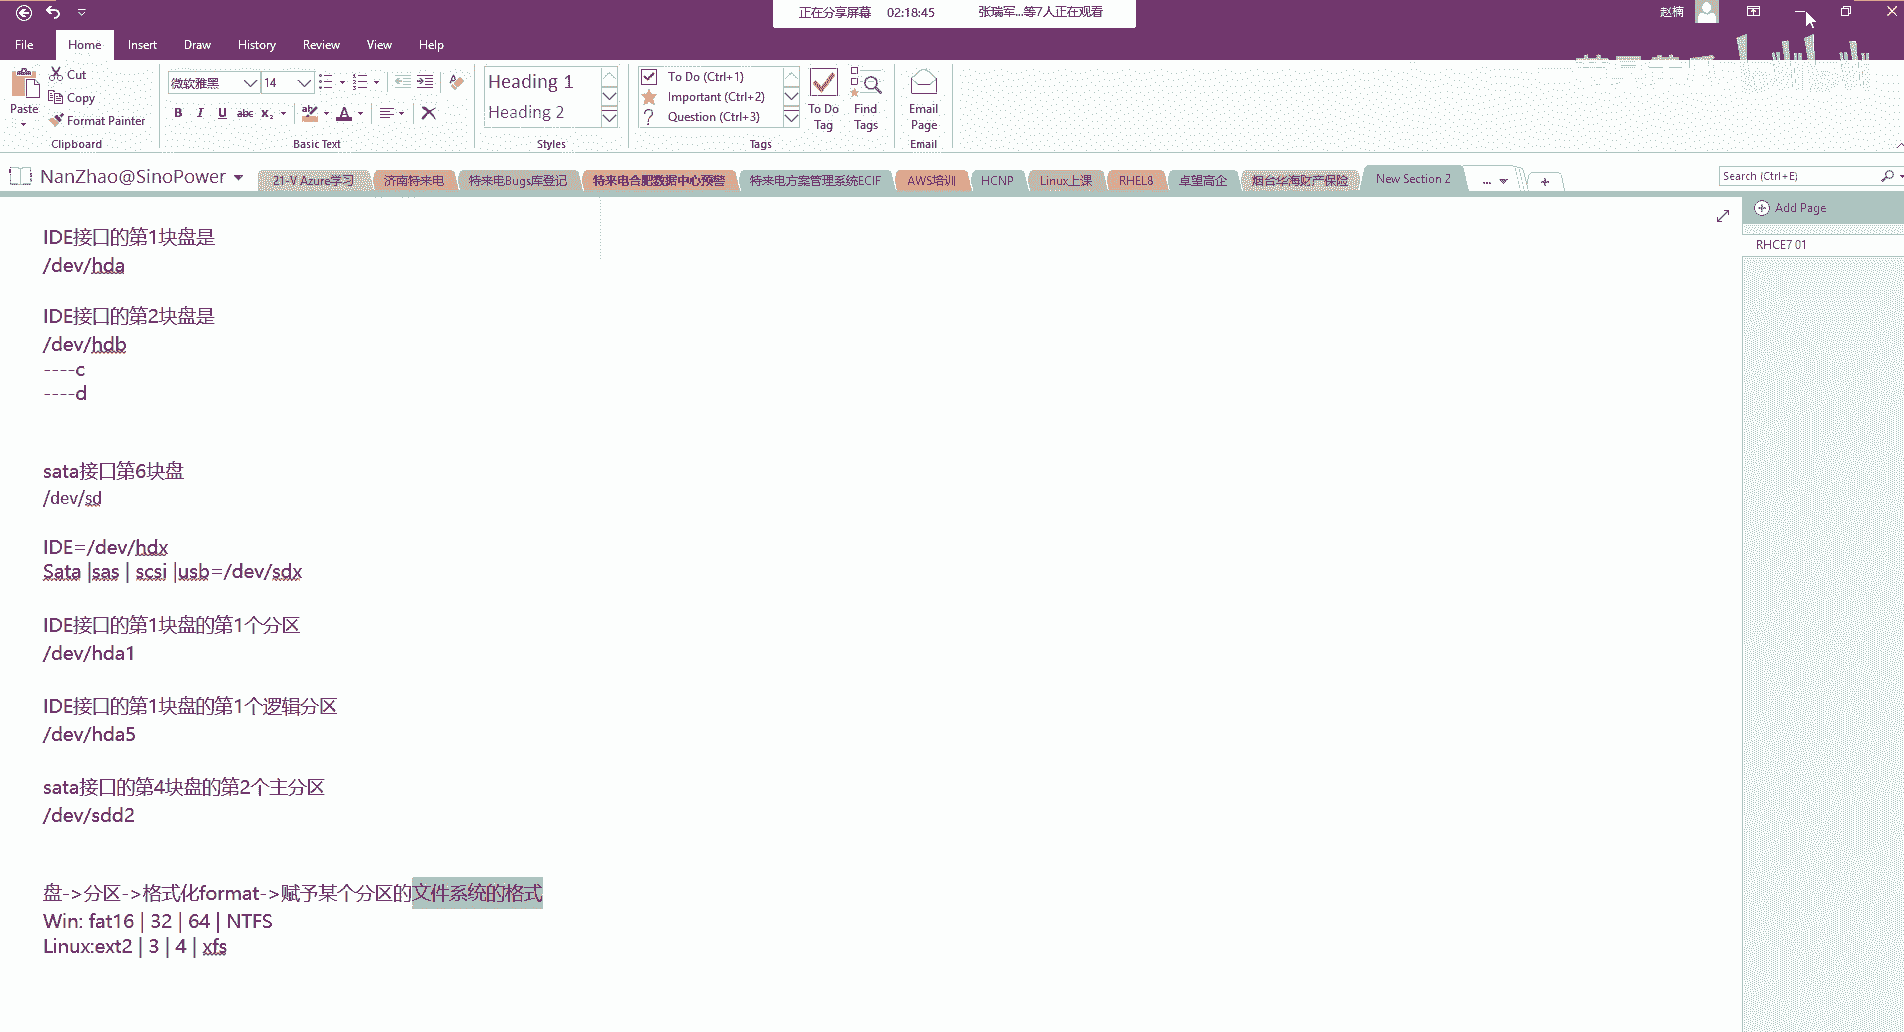 正在分享屏幕 02:18:45 张瑞军...等7人正在观看
赵楠
File Home Insert Draw History Review View Help
Paste
Cut
Copy
Format Painter
Clipboard
微软雅黑 14
B I U abc x₂ ab A
Basic Text
Heading 1
Heading 2
Styles
To Do (Ctrl+1)
Important (Ctrl+2)
Question (Ctrl+3)
To Do Tag
Find Tags
Tags
Email Page
Email
NanZhao@SinoPower
21-V Azure学习 济南特来电 特来电Bugs库登记 特来电合肥数据中心预警 特来电方案管理系统ECIF AWS培训 HCNP Linux上课 RHEL8 卓望高企 烟台华海财产保险 New Section 2 ...
Search (Ctrl+E)
Add Page
RHCE7 01
IDE接口的第1块盘是
/dev/hda
IDE接口的第2块盘是
/dev/hdb
----c
----d
sata接口第6块盘
/dev/sd
IDE=/dev/hdx
Sata |sas | scsi |usb=/dev/sdx
IDE接口的第1块盘的第1个分区
/dev/hda1
IDE接口的第1块盘的第1个逻辑分区
/dev/hda5
sata接口的第4块盘的第2个主分区
/dev/sdd2
盘->分区->格式化format->赋予某个分区的文件系统的格式
Win: fat16 | 32 | 64 | NTFS
Linux:ext2 | 3 | 4 | xfs